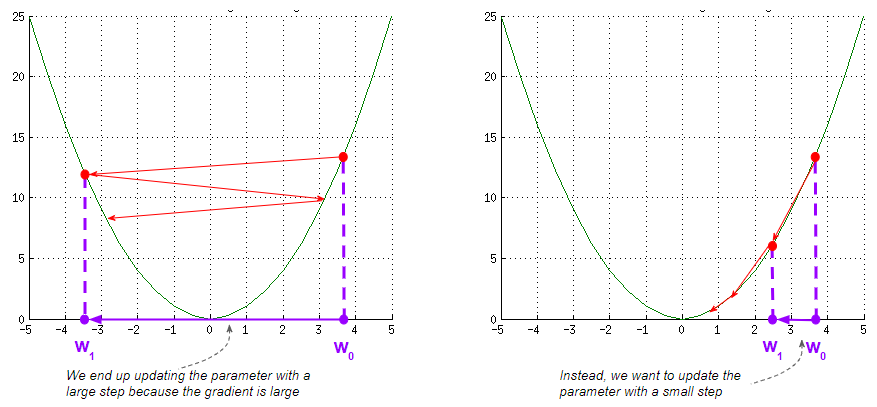 25
20
15
10
5
0
-5 -4 -3 -2 -1 0 1 2 3 4 5
W1 W0
We end up updating the parameter with a
large step because the gradient is large
25
20
15
10
5
0
-5 -4 -3 -2 -1 0 1 2 3 4 5
W1 W0
Instead, we want to update the
parameter with a small step